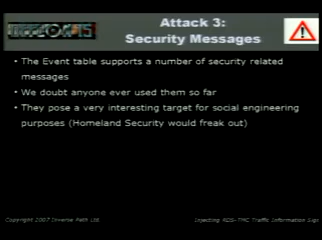 Attack 3:
Security Messages
• The Event table supports a number of security related
messages
• We doubt anyone ever used them so far
• They pose a very interesting target for social engineering
purposes (Homeland Security would freak out)
Copyright 2007 Inverse Path Ltd.
Injecting RDS-TMC Traffic Information Sign